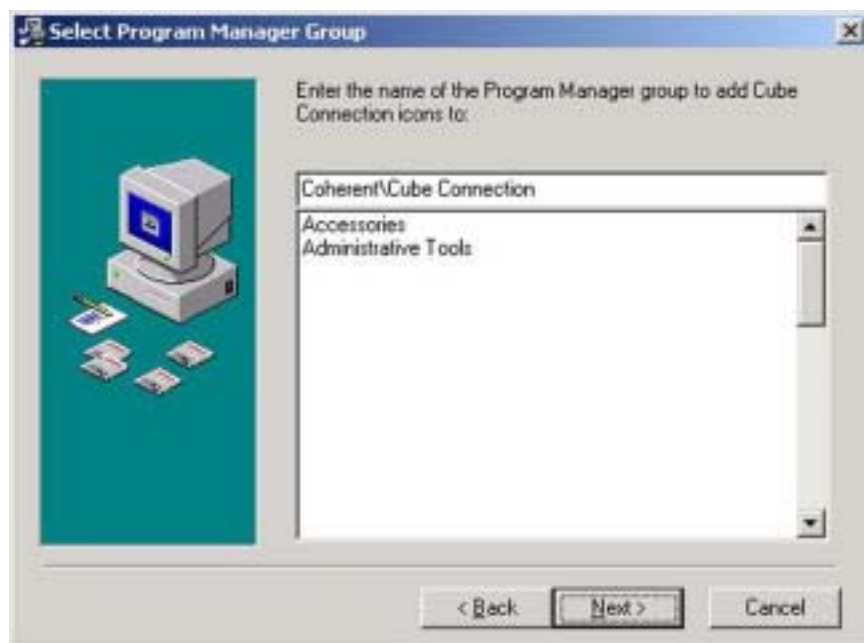 Select Program Manager Group
Enter the name of the Program Manager group to add Cube
Connection icons to:
Coherent\Cube Connection
Accessories
Administrative Tools
< Back
Next >
Cancel